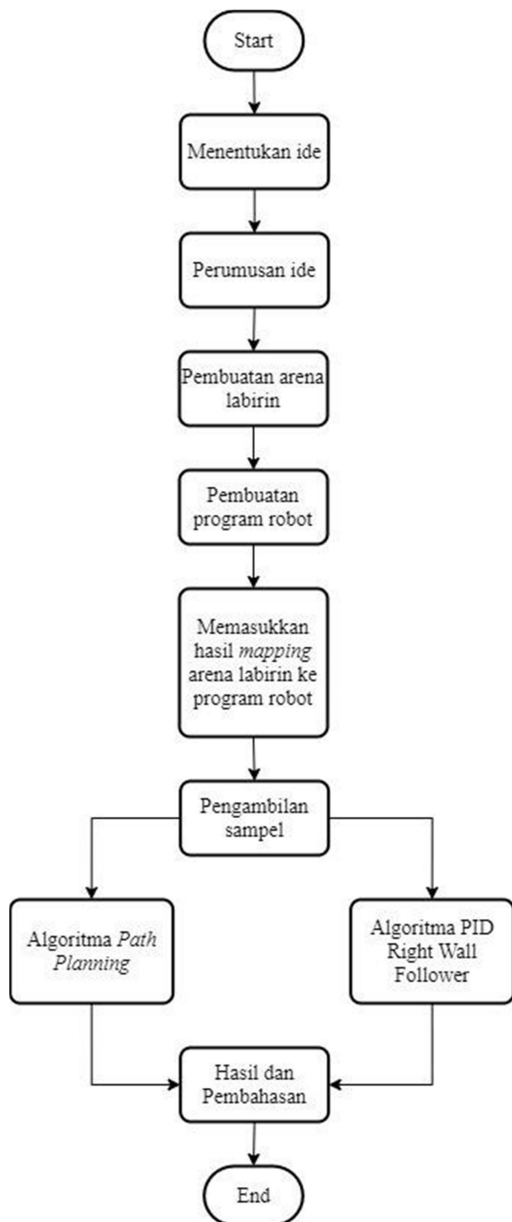 Start
Menentukan ide
Perumusan ide
Pembuatan arena
labirin
Pembuatan
program robot
Memasukkan
hasil mapping
arena labirin ke
program robot
Pengambilan
sampel
Algoritma Path
Planning
Algoritma PID
Right Wall
Follower
Hasil dan
Pembahasan
End